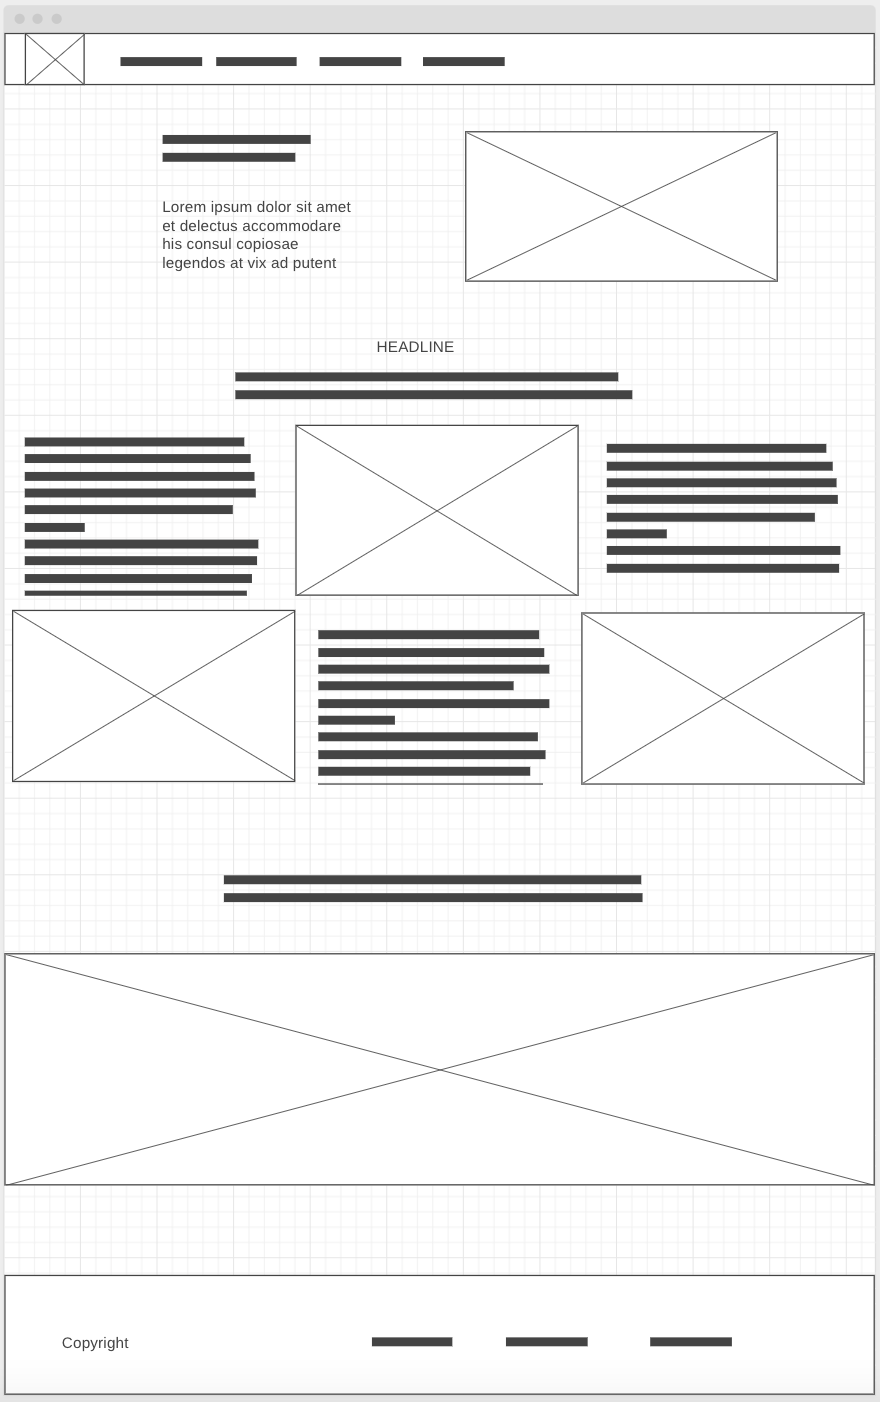 Lorem ipsum dolor sit amet
et delectus accommodare
his consul copiosae
legendos at vix ad putent
HEADLINE
Copyright